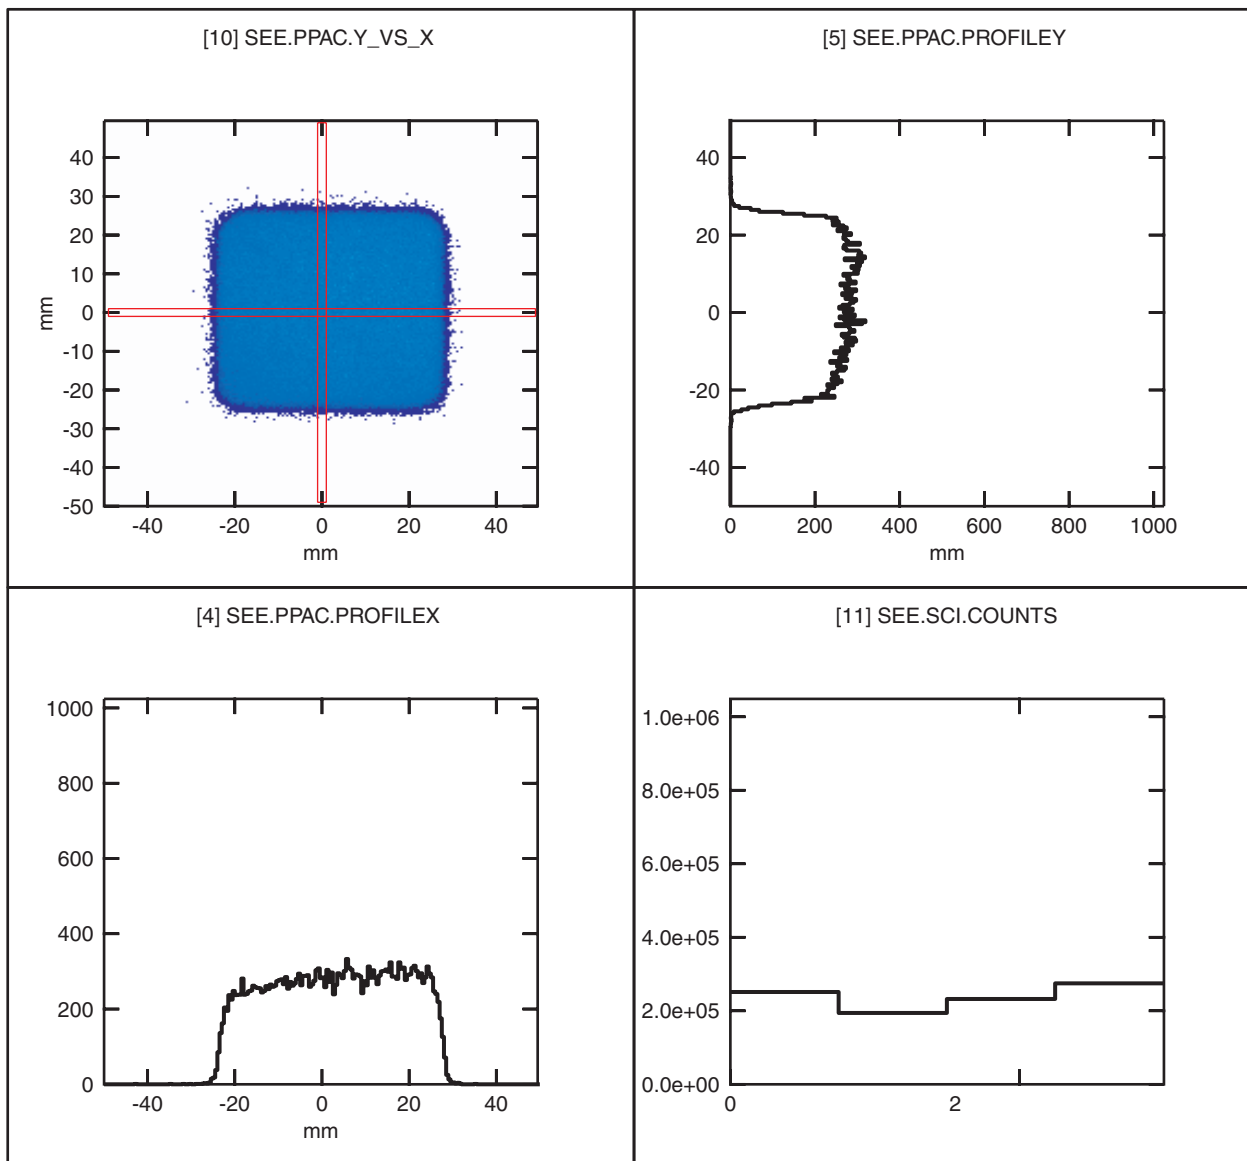 [10] SEE.PPAC.Y_VS_X
40
30
20
10
0
-10
-20
-30
-40
-50
mm
-40 -20 0 20 40
mm
[5] SEE.PPAC.PROFILEY
40
20
0
-20
-40
0 200 400 600 800 1000
mm
[4] SEE.PPAC.PROFILEX
1000
800
600
400
200
0
-40 -20 0 20 40
mm
[11] SEE.SCI.COUNTS
1.0e+06
8.0e+05
6.0e+05
4.0e+05
2.0e+05
0.0e+00
0 2